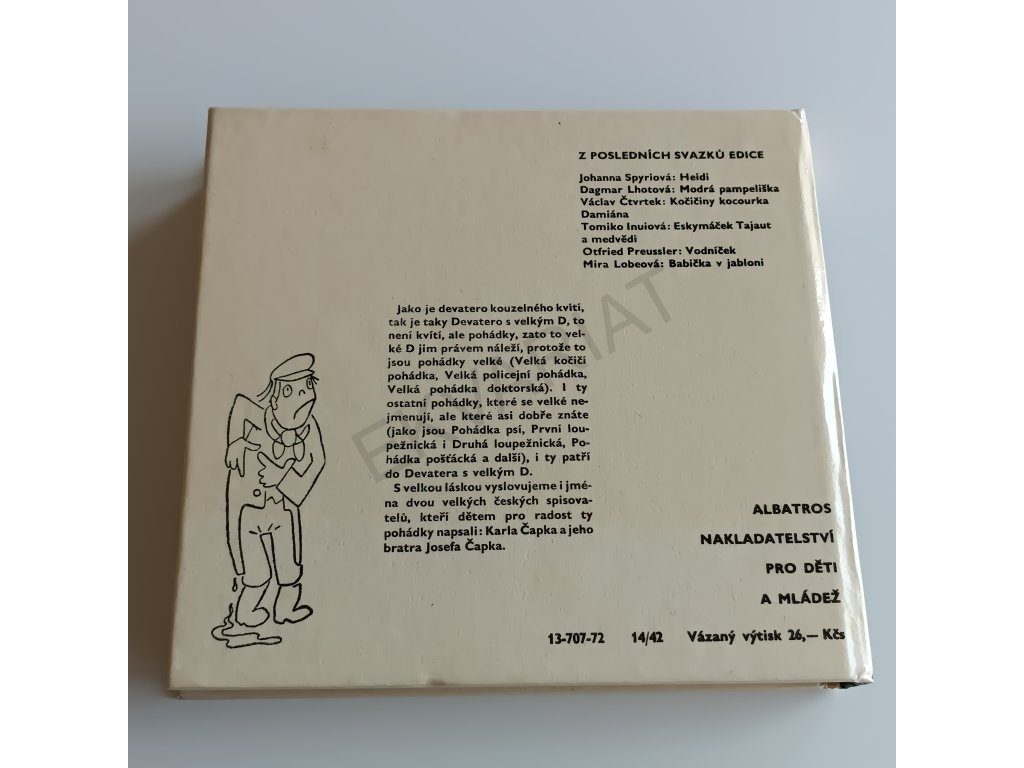 Z POSLEDNÍCH SVAZKŮ EDICE
Johanna Spyriová: Heidi
Dagmar Lhotová: Modrá pampeliška
Václav Čtvrtek: Kočičiny kocourka
Damiána
Tomiko Inuiová: Eskymáček Tajaut
a medvědi
Otfried Preussler: Vodníček
Mira Lobeová: Babička v jabloni
Jako je devatero kouzelného kvítí,
tak je taky Devatero s velkým D, to
není kvítí, ale pohádky, zato to vel-
ké D jim právem náleží, protože to
jsou pohádky velké (Velká kočičí
pohádka, Velká policejní pohádka,
Velká pohádka doktorská). I ty
ostatní pohádky, které se velké ne-
jmenují, ale které asi dobře znáte
(jako jsou Pohádka psí, První lou-
pežnická i Druhá loupežnická, Po-
hádka pošťácká a další), i ty patří
do Devatera s velkým D.
S velkou láskou vyslovujeme i jmé-
na dvou velkých českých spisova-
telů, kteří dětem pro radost ty
pohádky napsali: Karla Čapka a jeho
bratra Josefa Čapka.
ALBATROS
NAKLADATELSTVÍ
PRO DĚTI
A MLÁDEŽ
13-707-72 14/42 Vázaný výtisk 26,— Kčs